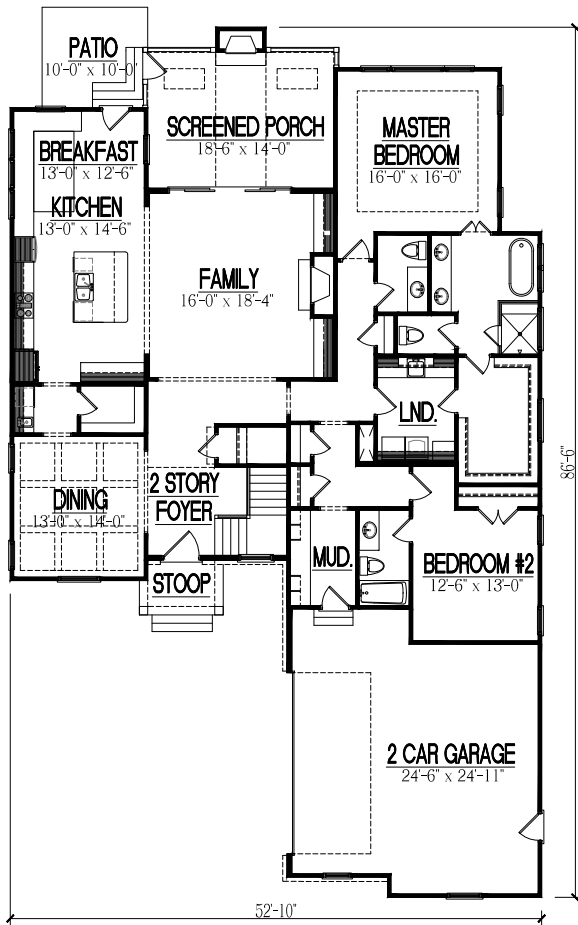 PATIO
10'-0" x 10'-0'
SCREENED PORCH
18'-6" x 14'-0"
MASTER
BEDROOM
16'-0" x 16'-0"
BREAKFAST
13'-0" x 12'-6"
KITCHEN
13'-0" x 14'-6"
FAMILY
16'-0" x 18'-4"
LND.
DINING
13'-0" x 14'-0"
2 STORY
FOYER
86'-6"
MUD.
BEDROOM #2
12'-6" x 13'-0"
STOOP
2 CAR GARAGE
24'-6" x 24'-11"
52'-10"